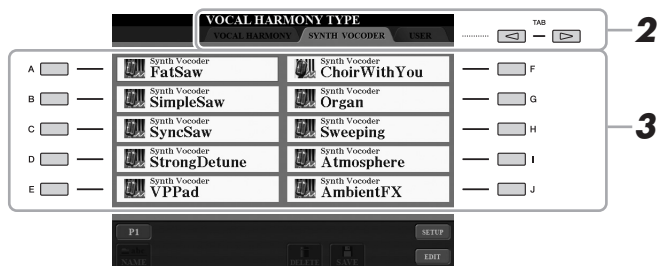 VOCAL HARMONY TYPE
VOCAL HARMONY SYNTH VOCODER USER
TAB
2
A Synth Vocoder FatSaw Synth Vocoder ChoirWithYou F
B Synth Vocoder SimpleSaw Synth Vocoder Organ G
C Synth Vocoder SyncSaw Synth Vocoder Sweeping H
3
D Synth Vocoder StrongDetune Synth Vocoder Atmosphere I
E Synth Vocoder VPPad Synth Vocoder AmbientFX J
P1 SETUP
NAME DELETE SAVE EDIT